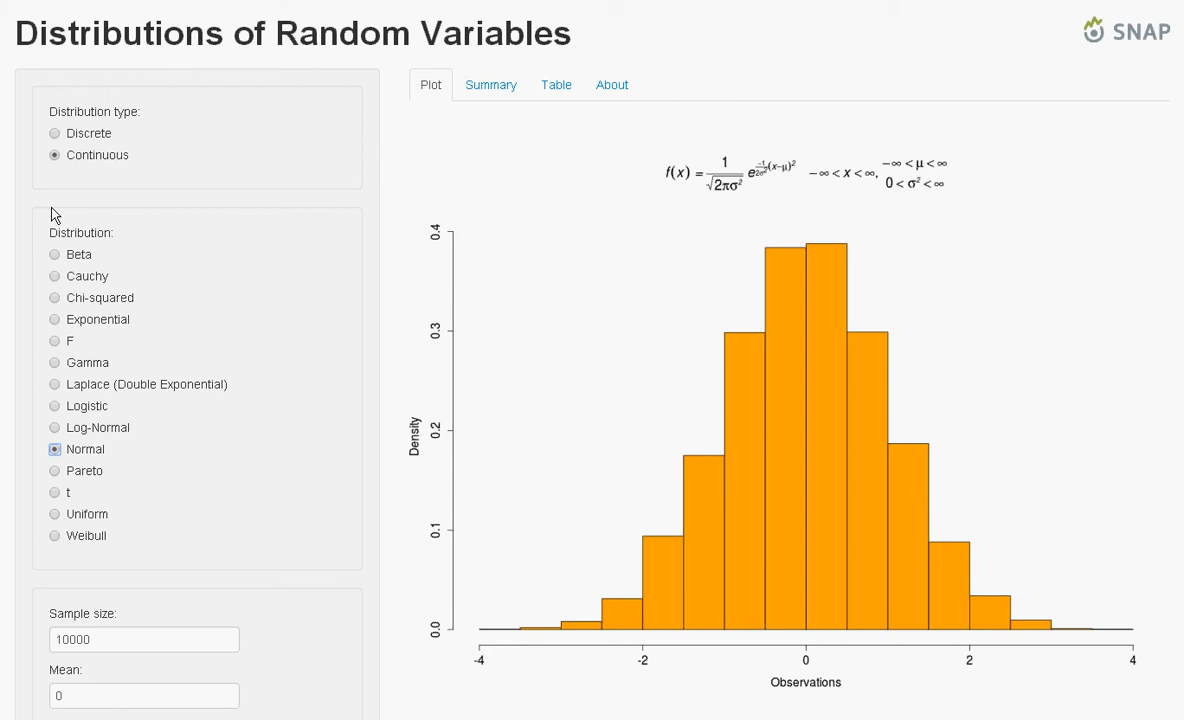 Distributions of Random Variables
SNAP
Distribution type:
Discrete
Continuous
Distribution:
Beta
Cauchy
Chi-squared
Exponential
F
Gamma
Laplace (Double Exponential)
Logistic
Log-Normal
Normal
Pareto
t
Uniform
Weibull
Sample size:
10000
Mean:
0
Plot Summary Table About
f(x) = 1/√2πσ² e^(-1/2σ² (x−μ)²) −∞ < x < ∞, −∞ < μ < ∞
0 < σ² < ∞
0.4
0.3
0.2
0.1
0.0
Density
-4 -2 0 2 4
Observations